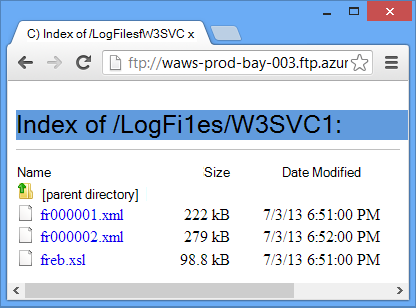 C) Index of /LogFilesfW3SVC x
ftp://waws-prod-bay-003.ftp.azur
Index of /LogFi1es/W3SVC1:
Name Size Date Modified
[parent directory]
fr000001.xml 222 kB 7/3/13 6:51:00 PM
fr000002.xml 279 kB 7/3/13 6:52:00 PM
freb.xsl 98.8 kB 7/3/13 6:51:00 PM